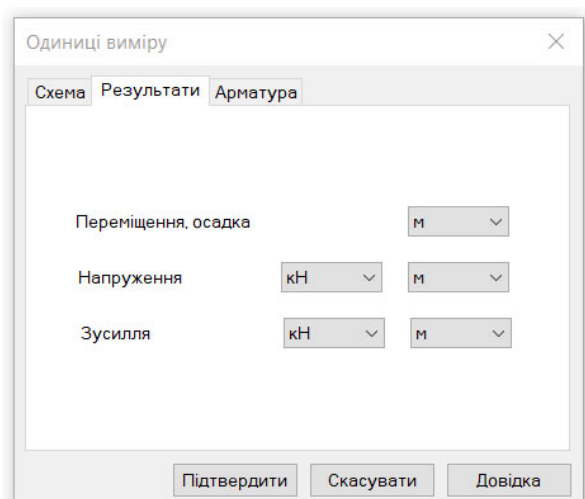 Одиниці виміру
Схема Результати Арматура
Переміщення, осадка м
Напруження кН м
Зусилля кН м
Підтвердити Скасувати Довідка